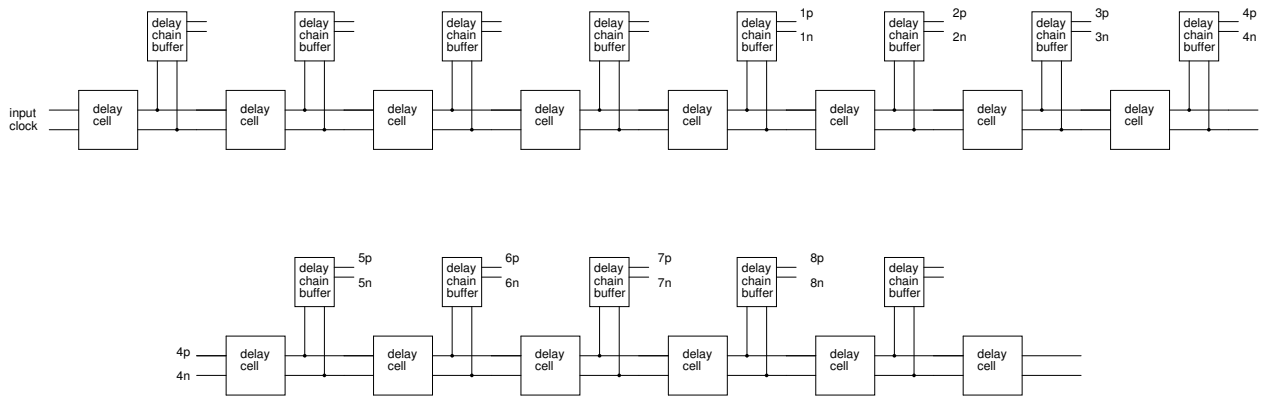 delay
chain
buffer
delay
chain
buffer
delay
chain
buffer
delay
chain
buffer
delay
chain
buffer
1p
1n
delay
chain
buffer
2p
2n
delay
chain
buffer
3p
3n
delay
chain
buffer
4p
4n
input
clock
delay
cell
delay
cell
delay
cell
delay
cell
delay
cell
delay
cell
delay
cell
delay
cell
delay
chain
buffer
5p
5n
delay
chain
buffer
6p
6n
delay
chain
buffer
7p
7n
delay
chain
buffer
8p
8n
delay
chain
buffer
4p
4n
delay
cell
delay
cell
delay
cell
delay
cell
delay
cell
delay
cell